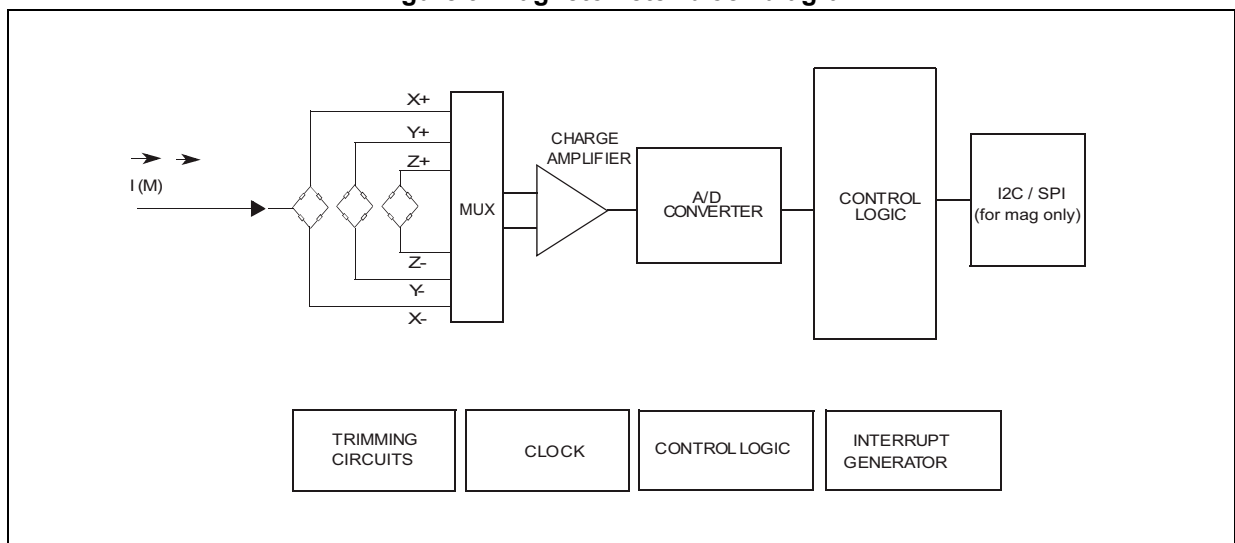 X+
Y+
Z+
I (M)
MUX
Z-
Y-
X-
CHARGE
AMPLIFIER
A/D
CONVERTER
CONTROL
LOGIC
I2C / SPI
(for mag only)
TRIMMING
CIRCUITS
CLOCK
CONTROL LOGIC
INTERRUPT
GENERATOR